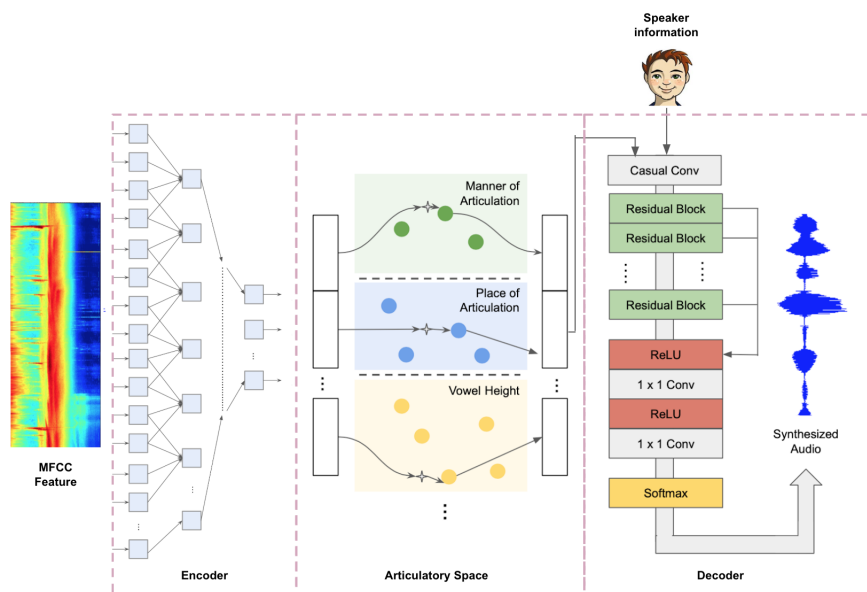 Speaker
information
Manner of
Articulation
Place of
Articulation
Vowel Height
MFCC
Feature
Casual Conv
Residual Block
Residual Block
Residual Block
ReLU
1 x 1 Conv
ReLU
1 x 1 Conv
Softmax
Synthesized
Audio
Encoder
Articulatory Space
Decoder